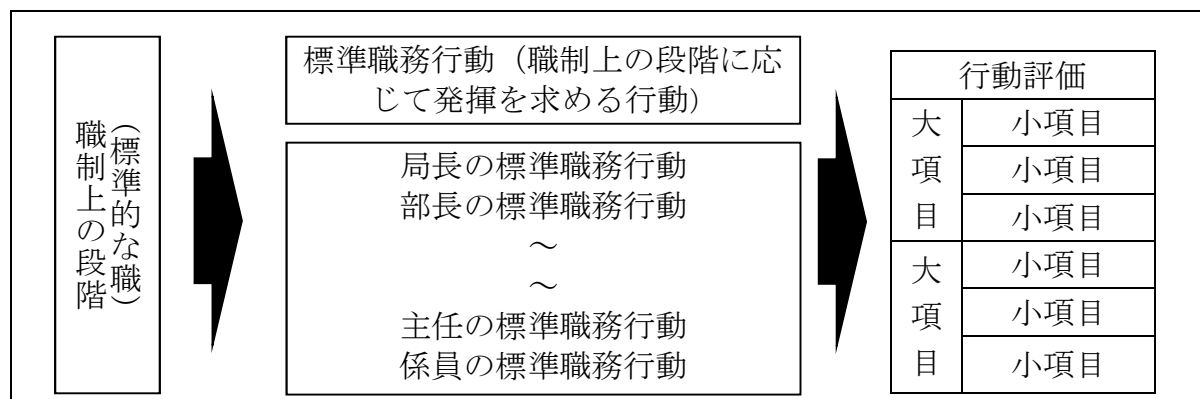 職制上の段階
（標準的な職）
標準職務行動（職制上の段階に応
じて発揮を求める行動）
局長の標準職務行動
部長の標準職務行動
～
～
主任の標準職務行動
係員の標準職務行動
行動評価
大項目
小項目
小項目
小項目
大項目
小項目
小項目
小項目